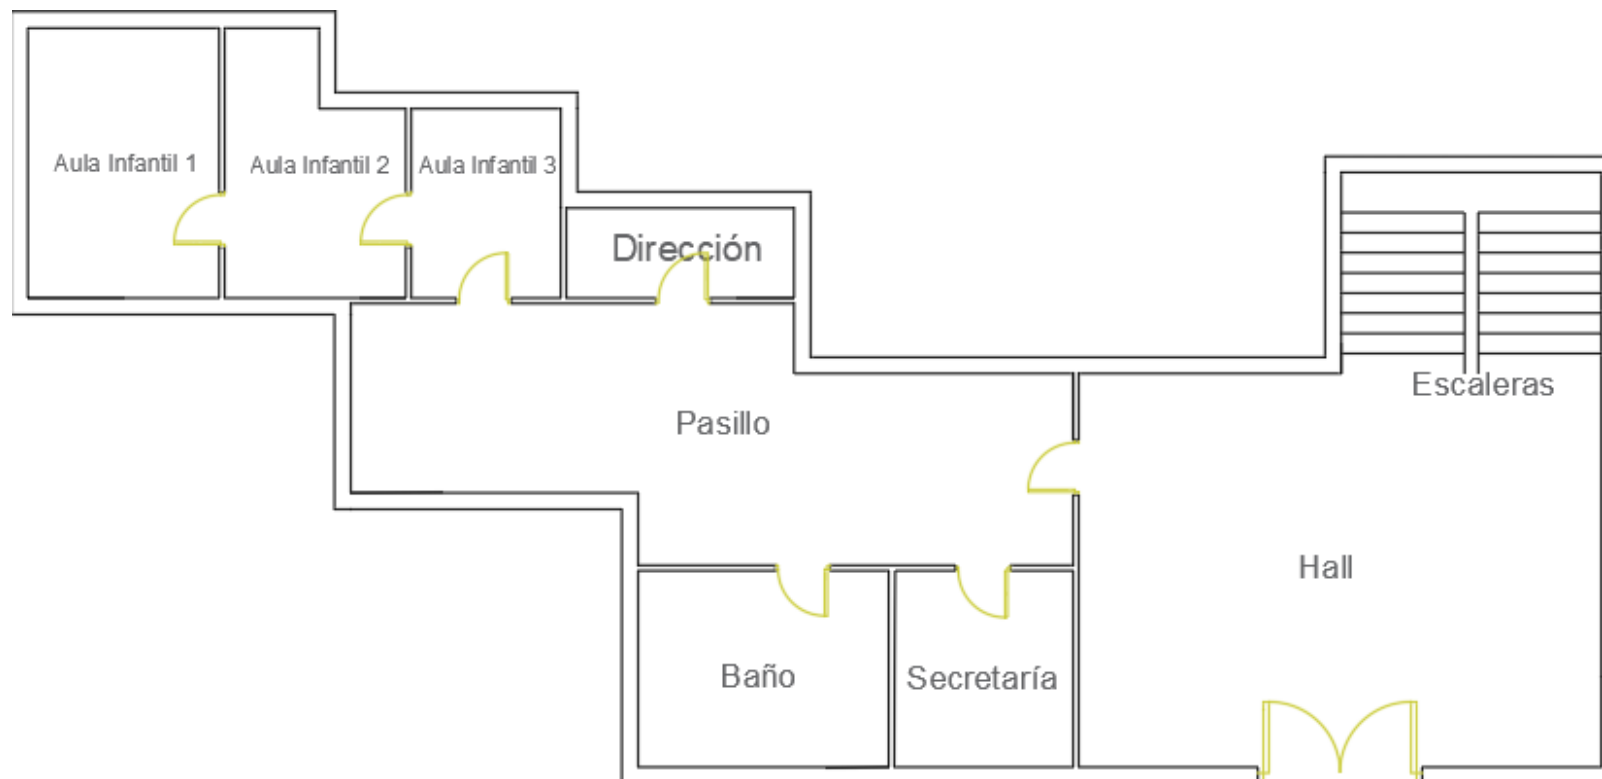 Aula Infantil 1
Aula Infantil 2
Aula Infantil 3
Dirección
Escaleras
Pasillo
Hall
Baño
Secretaría